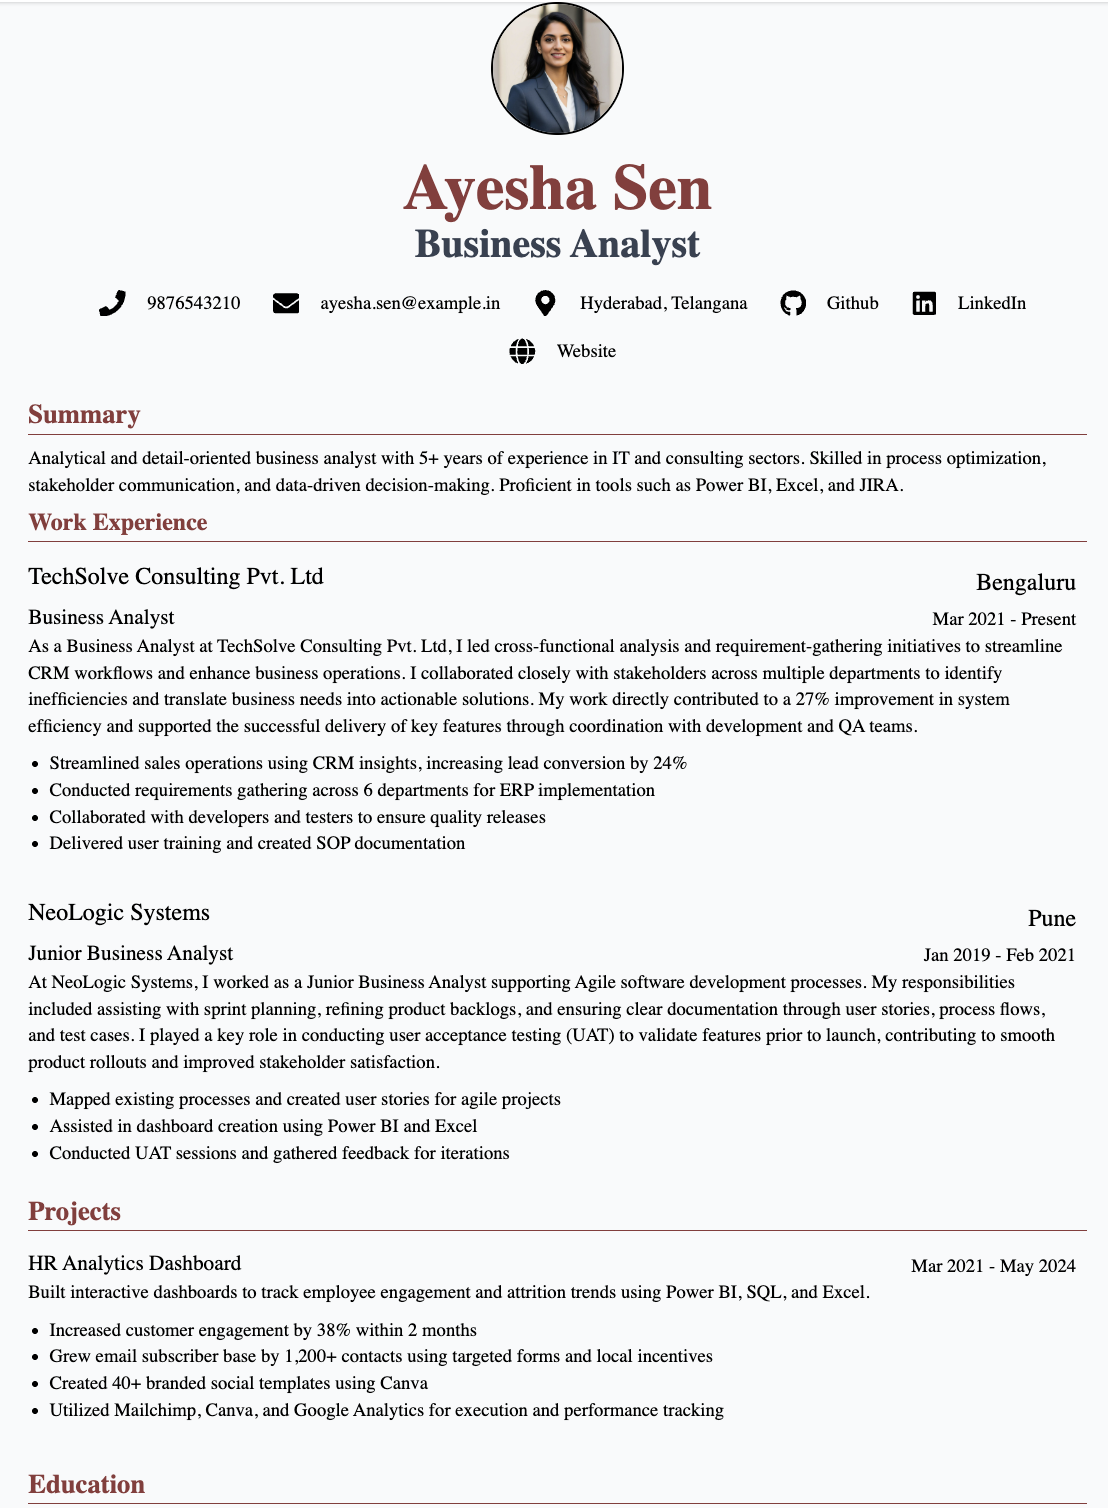 Ayesha Sen
Business Analyst
9876543210 ayesha.sen@example.in Hyderabad, Telangana Github LinkedIn
Website
Summary
Analytical and detail-oriented business analyst with 5+ years of experience in IT and consulting sectors. Skilled in process optimization,
stakeholder communication, and data-driven decision-making. Proficient in tools such as Power BI, Excel, and JIRA.
Work Experience
TechSolve Consulting Pvt. Ltd Bengaluru
Business Analyst Mar 2021 - Present
As a Business Analyst at TechSolve Consulting Pvt. Ltd, I led cross-functional analysis and requirement-gathering initiatives to streamline
CRM workflows and enhance business operations. I collaborated closely with stakeholders across multiple departments to identify
inefficiencies and translate business needs into actionable solutions. My work directly contributed to a 27% improvement in system
efficiency and supported the successful delivery of key features through coordination with development and QA teams.
• Streamlined sales operations using CRM insights, increasing lead conversion by 24%
• Conducted requirements gathering across 6 departments for ERP implementation
• Collaborated with developers and testers to ensure quality releases
• Delivered user training and created SOP documentation
NeoLogic Systems Pune
Junior Business Analyst Jan 2019 - Feb 2021
At NeoLogic Systems, I worked as a Junior Business Analyst supporting Agile software development processes. My responsibilities
included assisting with sprint planning, refining product backlogs, and ensuring clear documentation through user stories, process flows,
and test cases. I played a key role in conducting user acceptance testing (UAT) to validate features prior to launch, contributing to smooth
product rollouts and improved stakeholder satisfaction.
• Mapped existing processes and created user stories for agile projects
• Assisted in dashboard creation using Power BI and Excel
• Conducted UAT sessions and gathered feedback for iterations
Projects
HR Analytics Dashboard Mar 2021 - May 2024
Built interactive dashboards to track employee engagement and attrition trends using Power BI, SQL, and Excel.
• Increased customer engagement by 38% within 2 months
• Grew email subscriber base by 1,200+ contacts using targeted forms and local incentives
• Created 40+ branded social templates using Canva
• Utilized Mailchimp, Canva, and Google Analytics for execution and performance tracking
Education